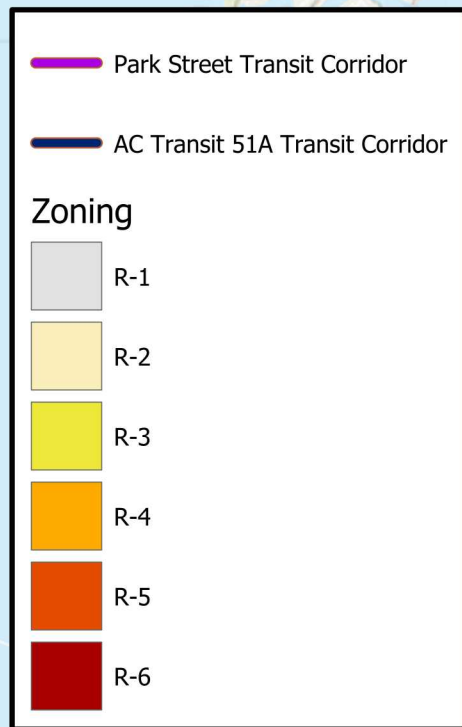 Park Street Transit Corridor
AC Transit 51A Transit Corridor
Zoning
R-1
R-2
R-3
R-4
R-5
R-6